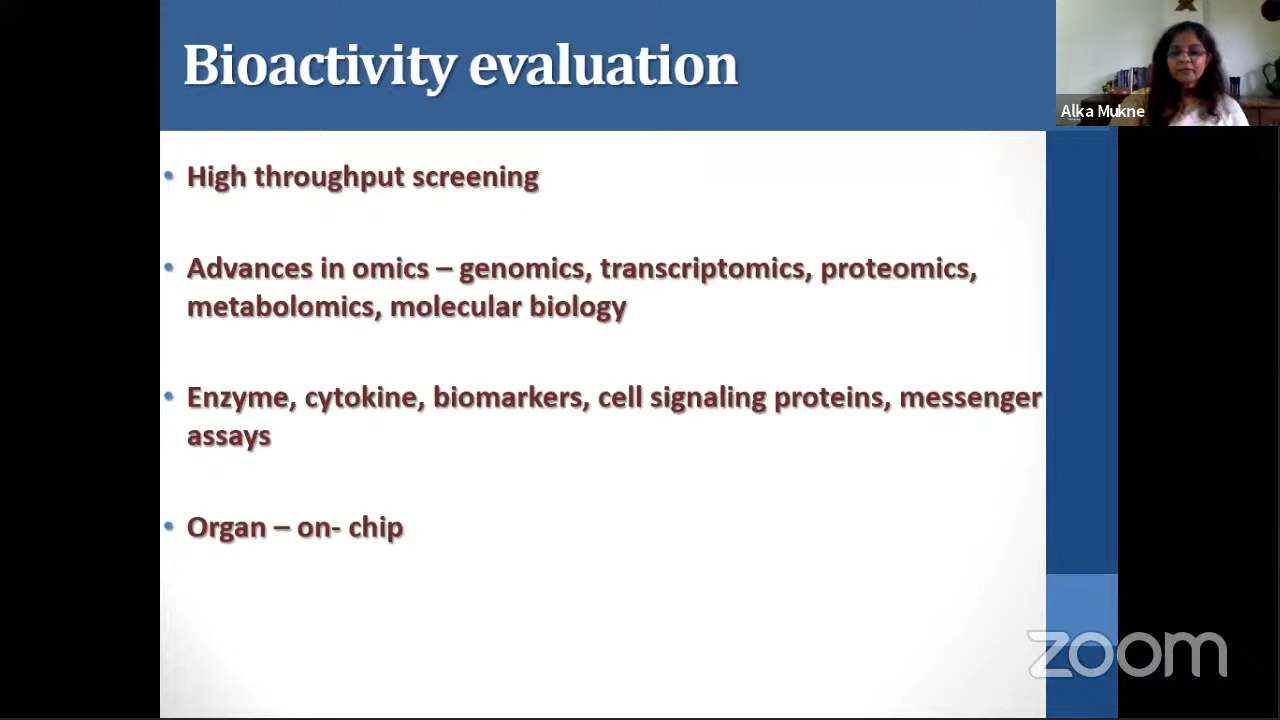 Bioactivity evaluation
Alka Mukne
• High throughput screening
• Advances in omics – genomics, transcriptomics, proteomics,
metabolomics, molecular biology
• Enzyme, cytokine, biomarkers, cell signaling proteins, messenger
assays
• Organ – on- chip
zoom